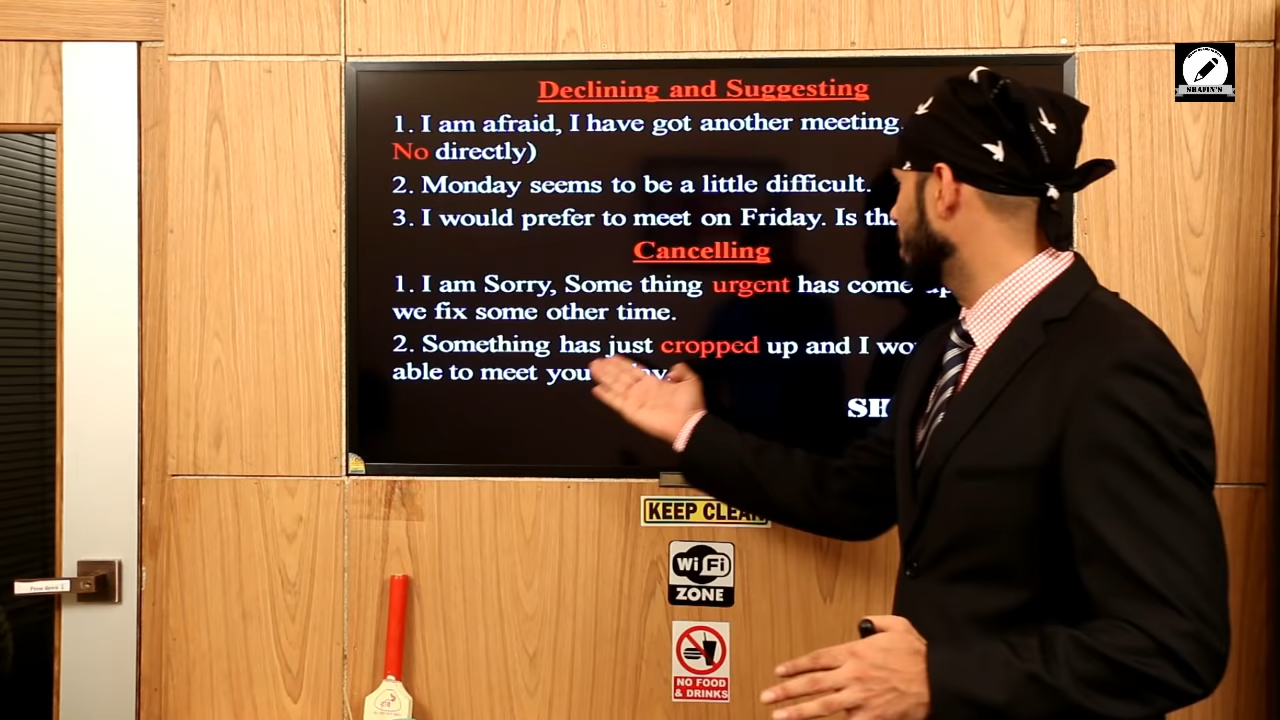 SHAFIN'S
Declining and Suggesting
1. I am afraid, I have got another meeting.
No directly)
2. Monday seems to be a little difficult.
3. I would prefer to meet on Friday. Is
Cancelling
1. I am Sorry, Some thing urgent has come up
we fix some other time.
2. Something has just cropped up and I
able to meet you
SH
KEEP CLEAN
Wi Fi
ZONE
NO FOOD
& DRINKS